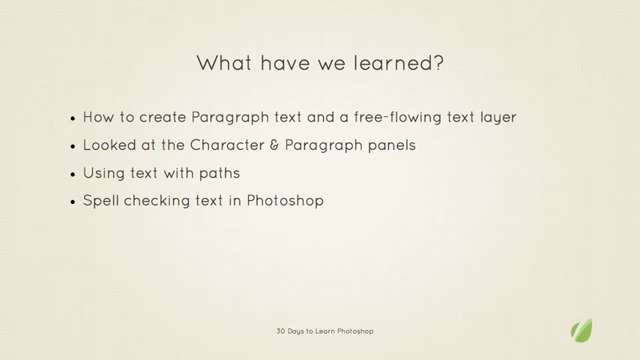 What have we learned?
• How to create Paragraph text and a free-flowing text layer
• Looked at the Character & Paragraph panels
• Using text with paths
• Spell checking text in Photoshop
30 Days to Learn Photoshop